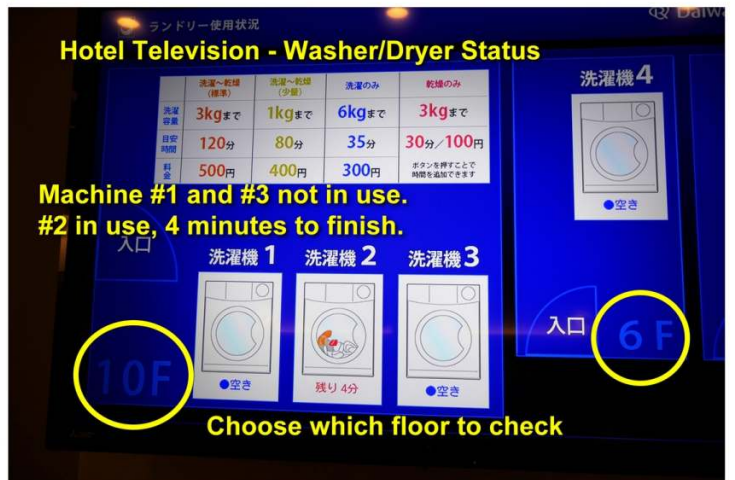 ランドリー使用状況
Daiwa
Hotel Television - Washer/Dryer Status
洗濯〜乾燥（標準） 洗濯〜乾燥（少量） 洗濯のみ 乾燥のみ
洗濯容量 3kgまで 1kgまで 6kgまで 3kgまで
目安時間 120分 80分 35分 30分／100円
料金 500円 400円 300円 ボタンを押すことで時間を追加できます
Machine #1 and #3 not in use.
#2 in use, 4 minutes to finish.
入口
洗濯機 1 洗濯機 2 洗濯機 3
●空き 残り 4分 ●空き
10F
洗濯機 4
●空き
入口
6F
Choose which floor to check